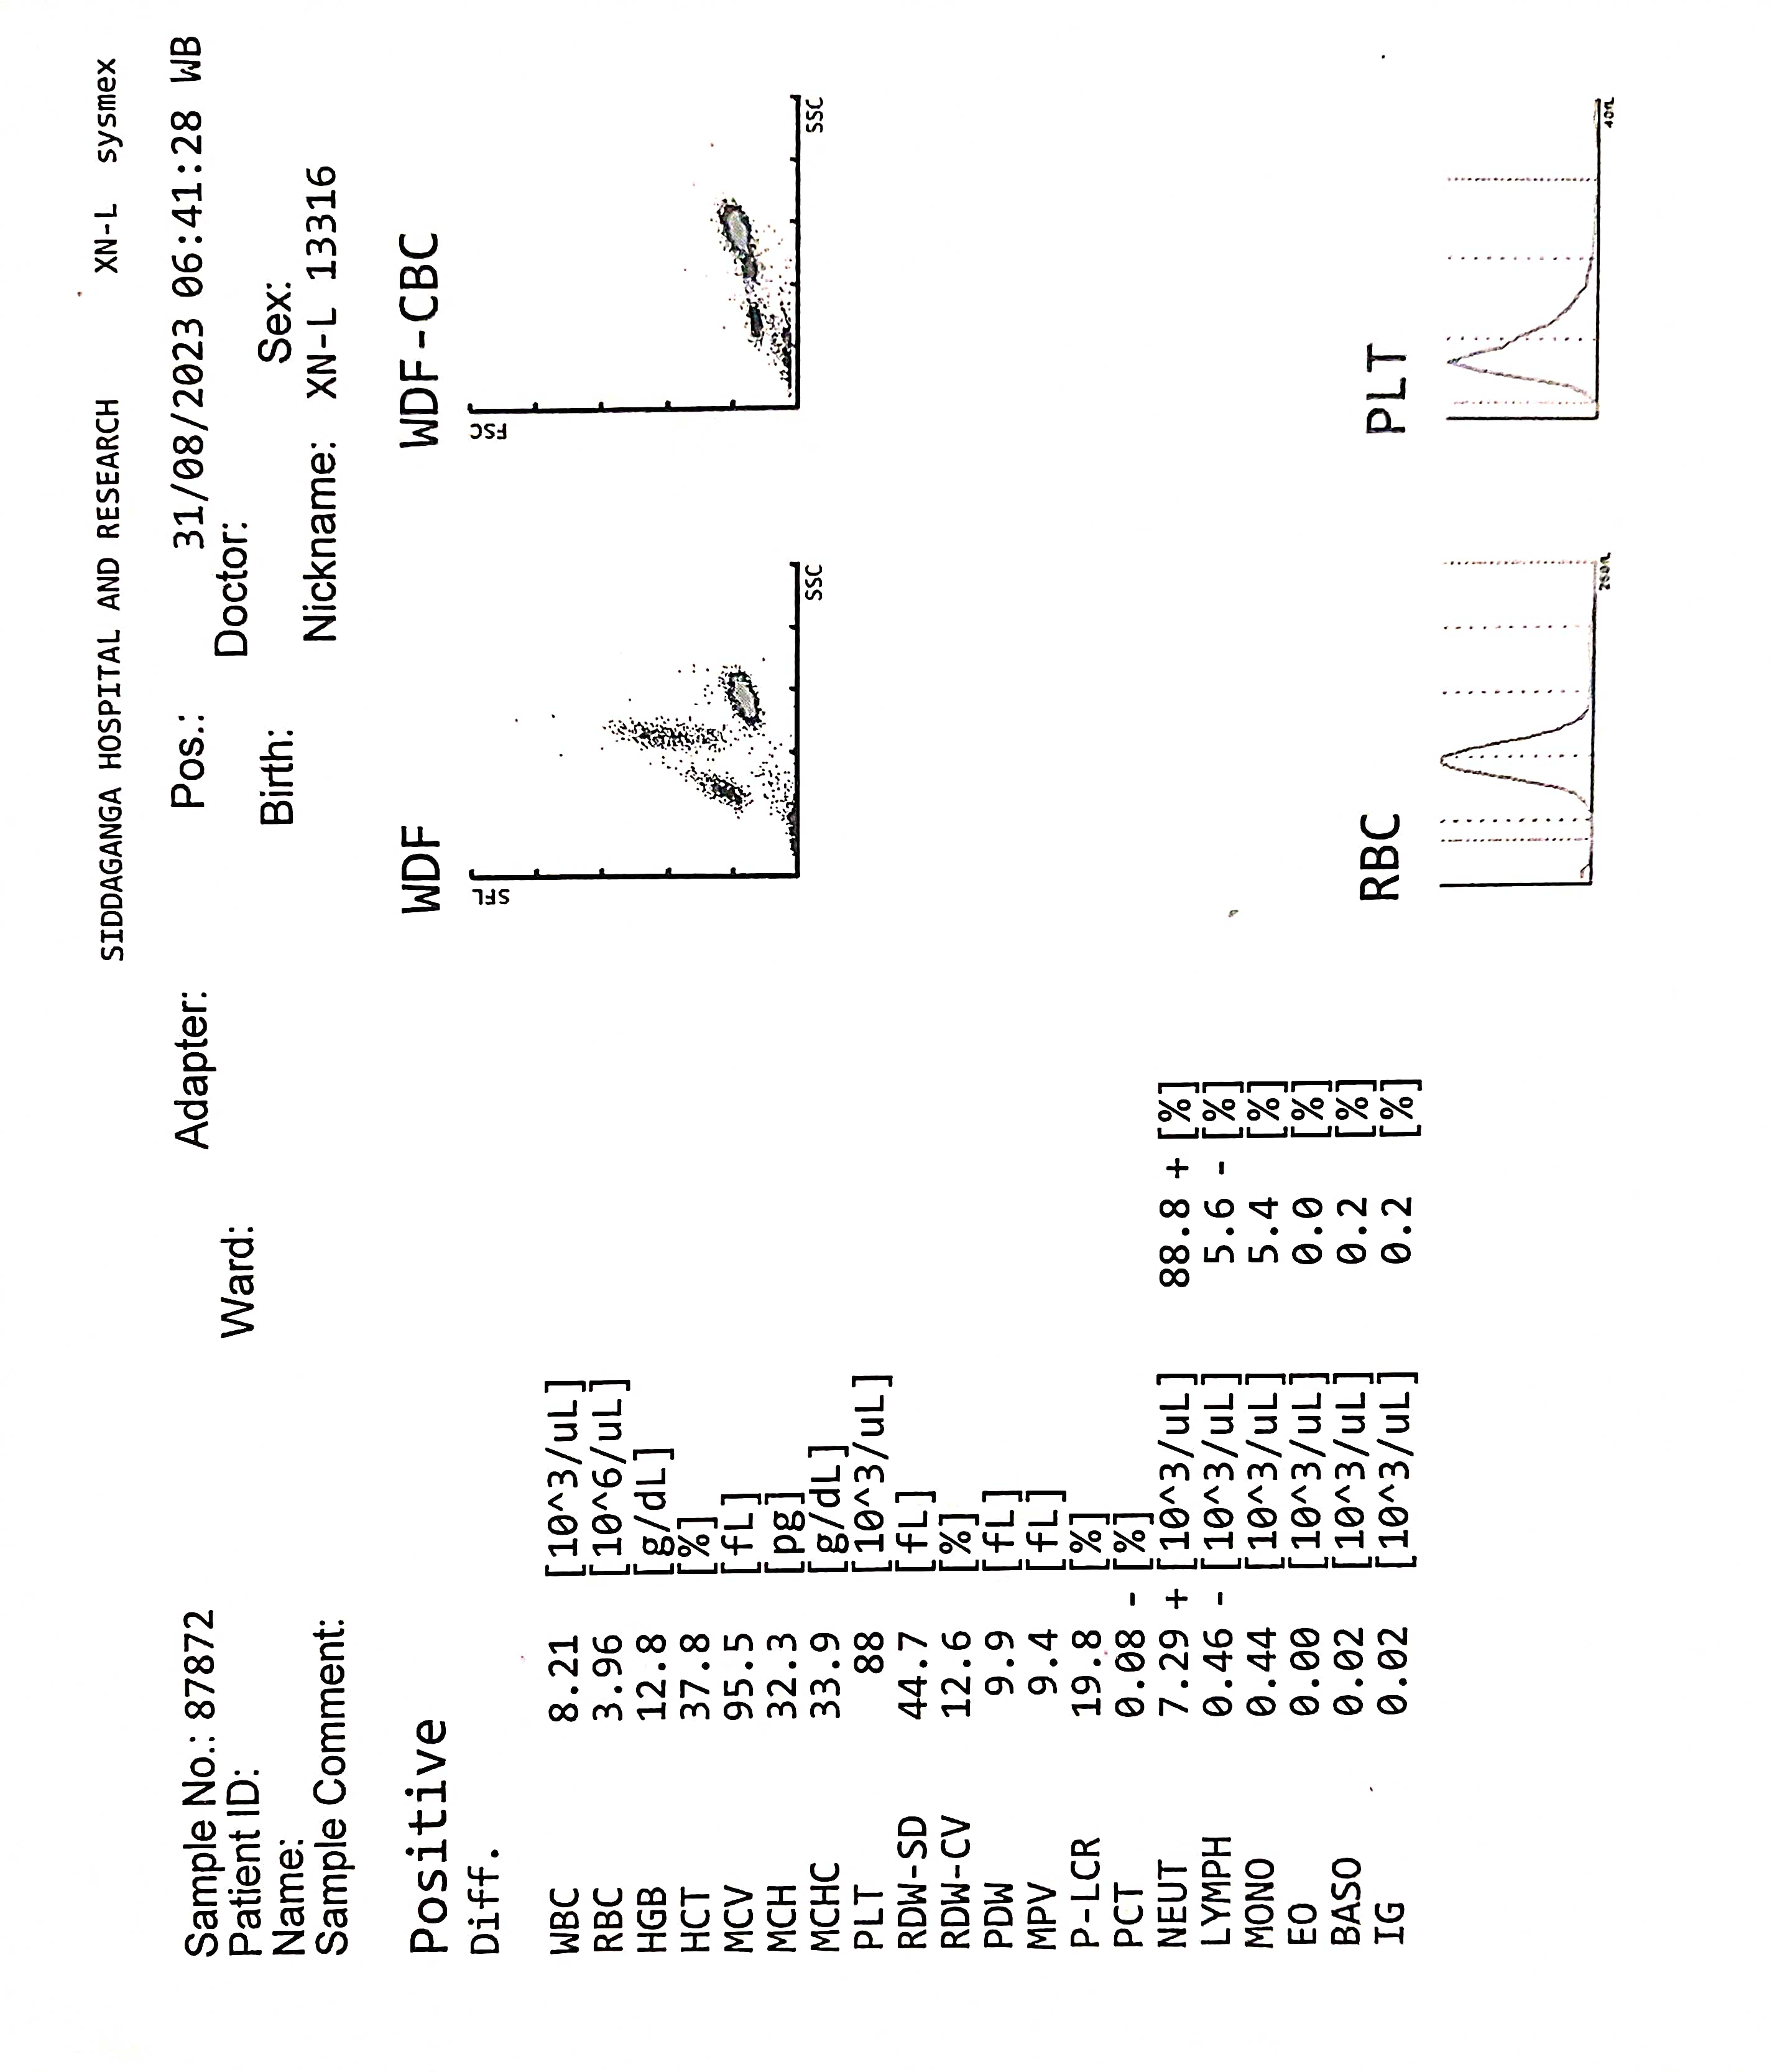 SIDDAGANGA HOSPITAL AND RESEARCH XN-L sysmex
Sample No.: 87872 Adapter: Pos.: 31/08/2023 06:41:28 WB
Patient ID: Ward: Doctor:
Name: Birth: Sex:
Sample Comment: Nickname: XN-L 13316
Positive
Diff.
WBC 8.21 [10^3/uL]
RBC 3.96 [10^6/uL]
HGB 12.8 [g/dL]
HCT 37.8 [%]
MCV 95.5 [fL]
MCH 32.3 [pg]
MCHC 33.9 [g/dL]
PLT 88 [10^3/uL]
RDW-SD 44.7 [fL]
RDW-CV 12.6 [%]
PDW 9.9 [fL]
MPV 9.4 [fL]
P-LCR 19.8 [%]
PCT 0.08 - [%]
NEUT 7.29 + [10^3/uL] 88.8 + [%]
LYMPH 0.46 - [10^3/uL] 5.6 - [%]
MONO 0.44 [10^3/uL] 5.4 [%]
EO 0.00 [10^3/uL] 0.0 [%]
BASO 0.02 [10^3/uL] 0.2 [%]
IG 0.02 [10^3/uL] 0.2 [%]
WDF
SFL
SSC
WDF-CBC
FSC
SSC
RBC
250fL
PLT
40fL